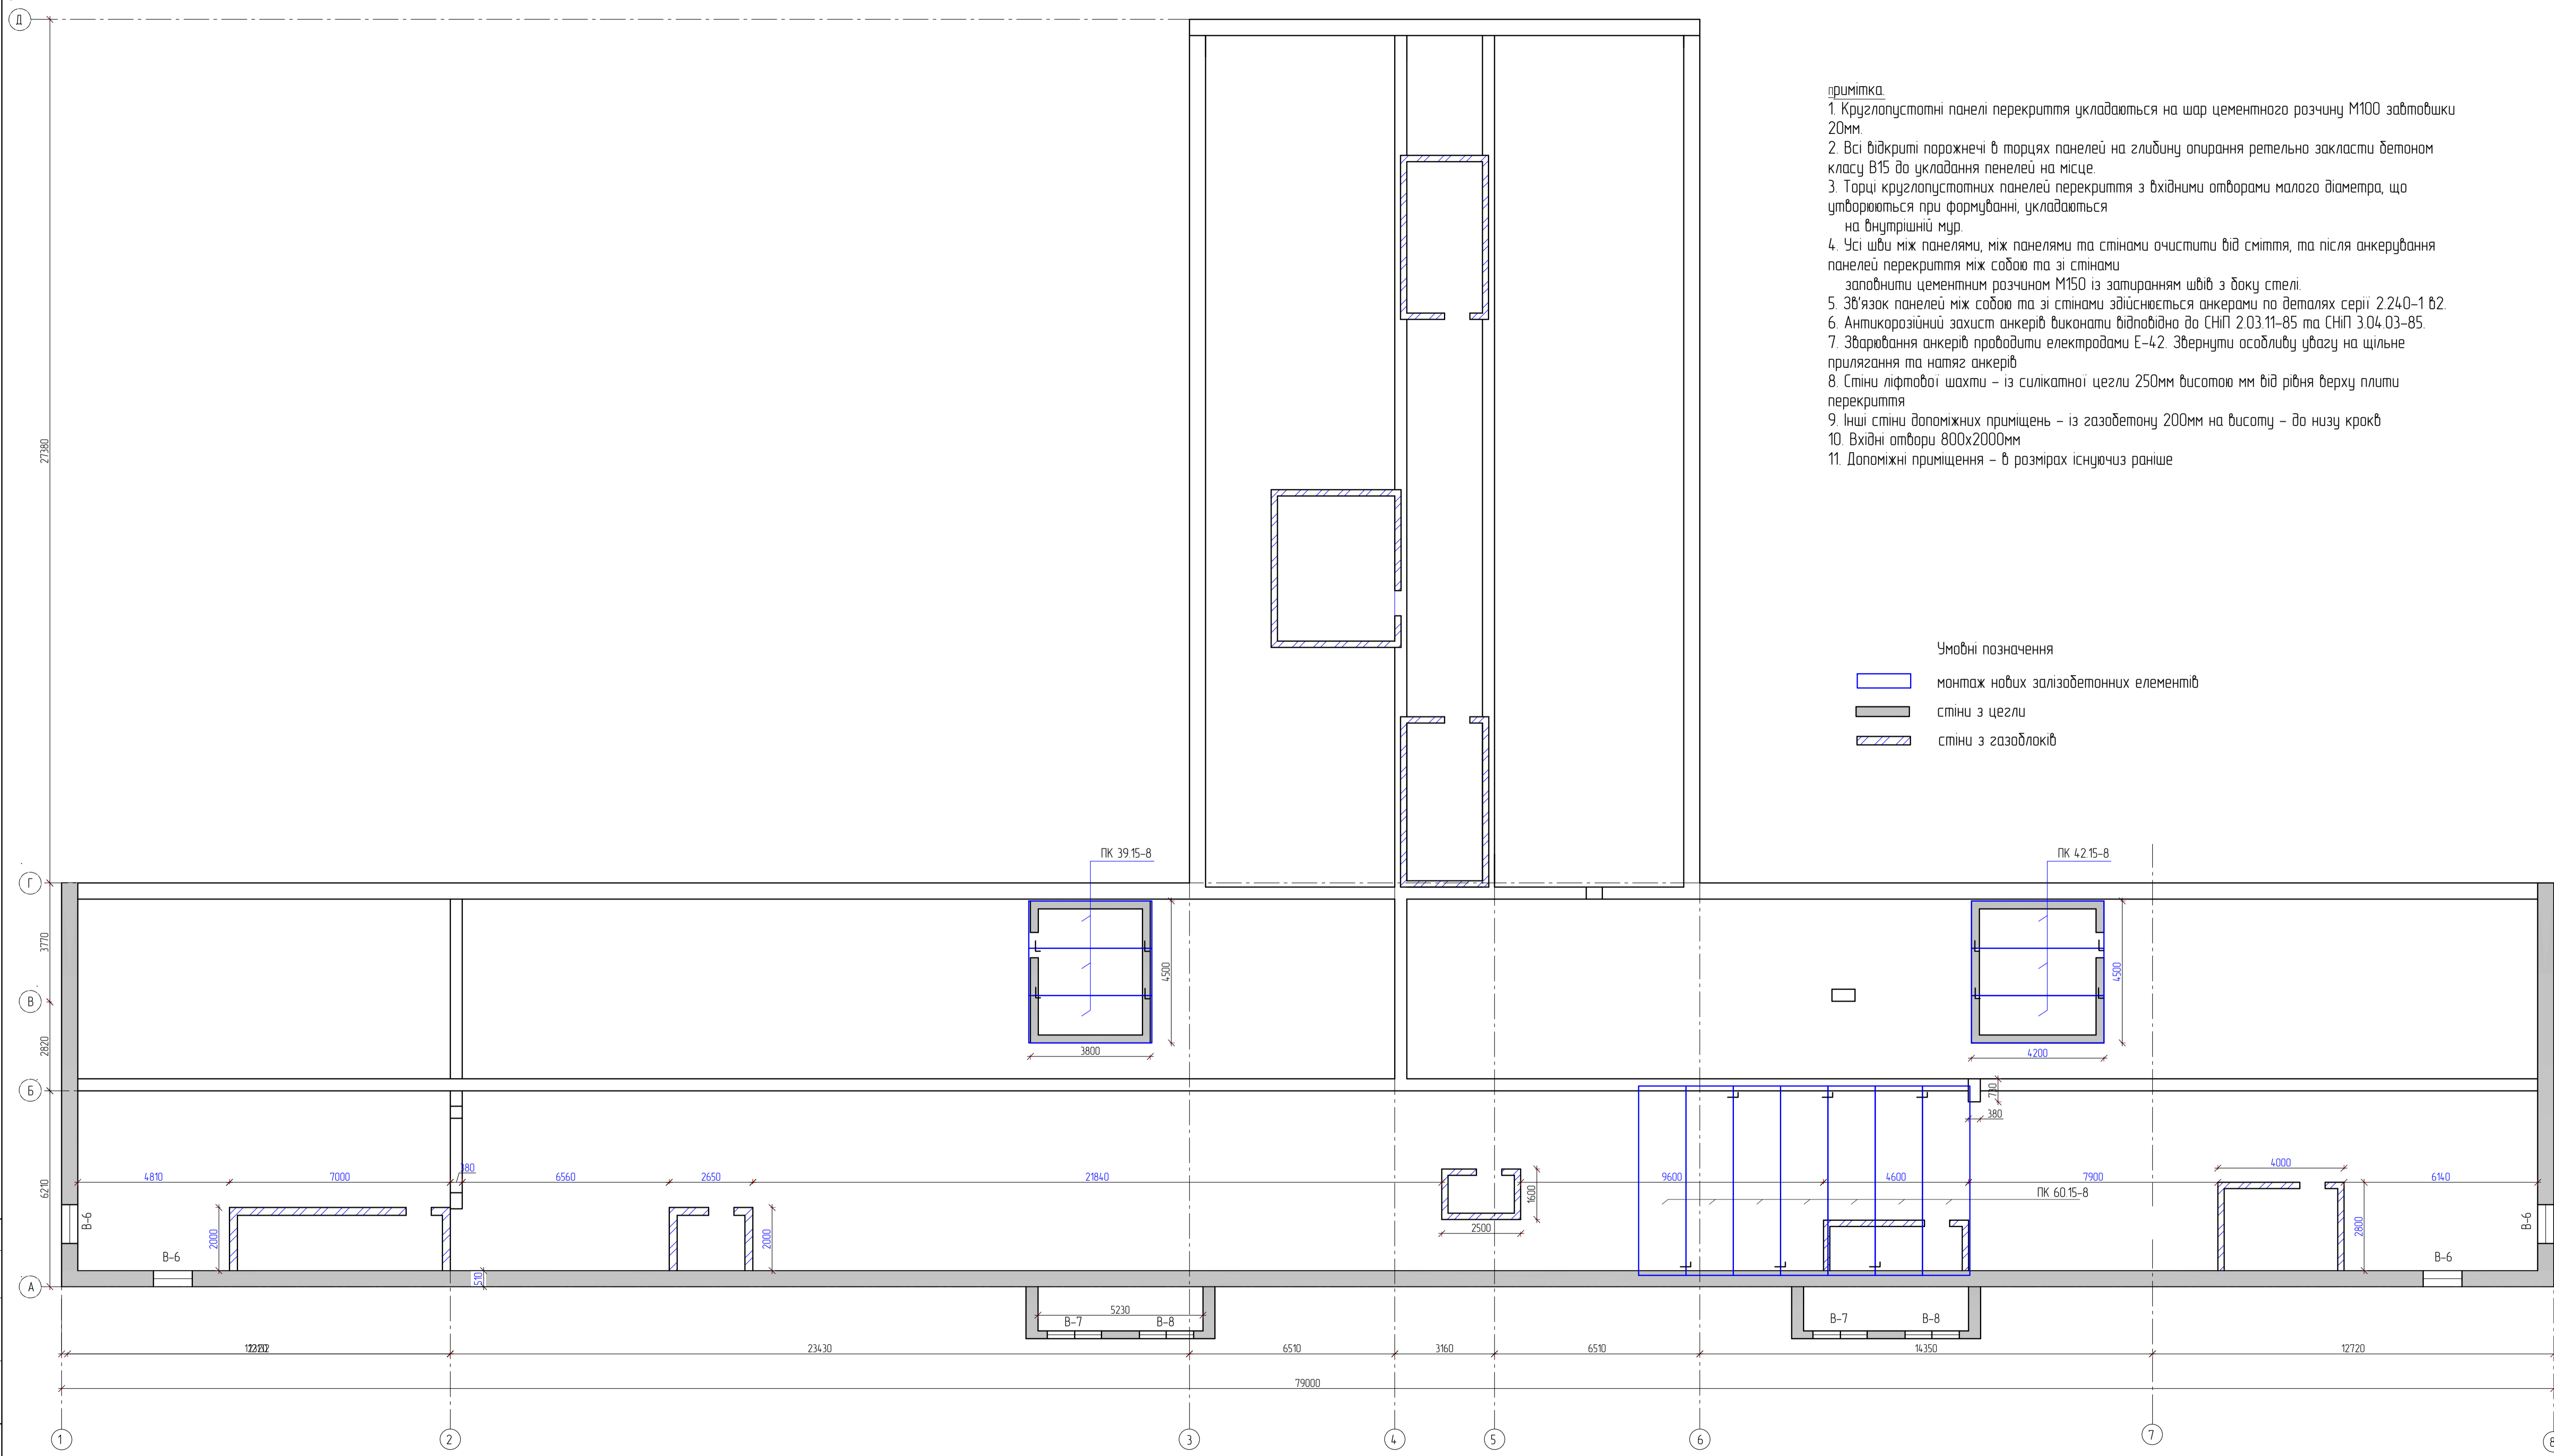 Д
примітка.
1. Круглопустотні панелі перекриття укладаються на шар цементного розчину М100 завтовшки
20мм.
2. Всі відкриті порожнечі в торцях панелей на глибину опирання ретельно закласти бетоном
класу В15 до укладання пенелей на місце.
3. Торці круглопустотних панелей перекриття з вхідними отворами малого діаметра, що
утворюються при формуванні, укладаються
на внутрішній мур.
4. Усі шви між панелями, між панелями та стінами очистити від сміття, та після анкерування
панелей перекриття між собою та зі стінами
заповнити цементним розчином М150 із затиранням швів з боку стелі.
5. Зв'язок панелей між собою та зі стінами здійснюється анкерами по деталях серії 2.240-1 в2.
6. Антикорозійний захист анкерів виконати відповідно до СНіП 2.03.11-85 та СНіП 3.04.03-85.
7. Зварювання анкерів проводити електродами Е-42. Звернути особливу увагу на щільне
прилягання та натяг анкерів
8. Стіни ліфтової шахти - із силікатної цегли 250мм висотою мм від рівня верху плити
перекриття
9. Інші стіни допоміжних приміщень - із газобетону 200мм на висоту - до низу крокв
10. Вхідні отвори 800х2000мм
11. Допоміжні приміщення - в розмірах існуючиз раніше
27380
Умовні позначення
монтаж нових залізобетонних елементів
стіни з цегли
стіни з газоблоків
ПК 39.15-8
ПК 42.15-8
Г
3770
4500
4500
В
2820
3800
4200
Б
730
380
6210
4810
7000
380
6560
2650
21840
9600
4600
7900
4000
6140
1600
ПК 60.15-8
В-6
2000
2000
2500
2800
В-6
В-6
В-6
510
А
5230
В-7
В-8
В-7
В-8
23430
6510
3160
6510
14350
12720
79000
1
2
3
4
5
6
7
8